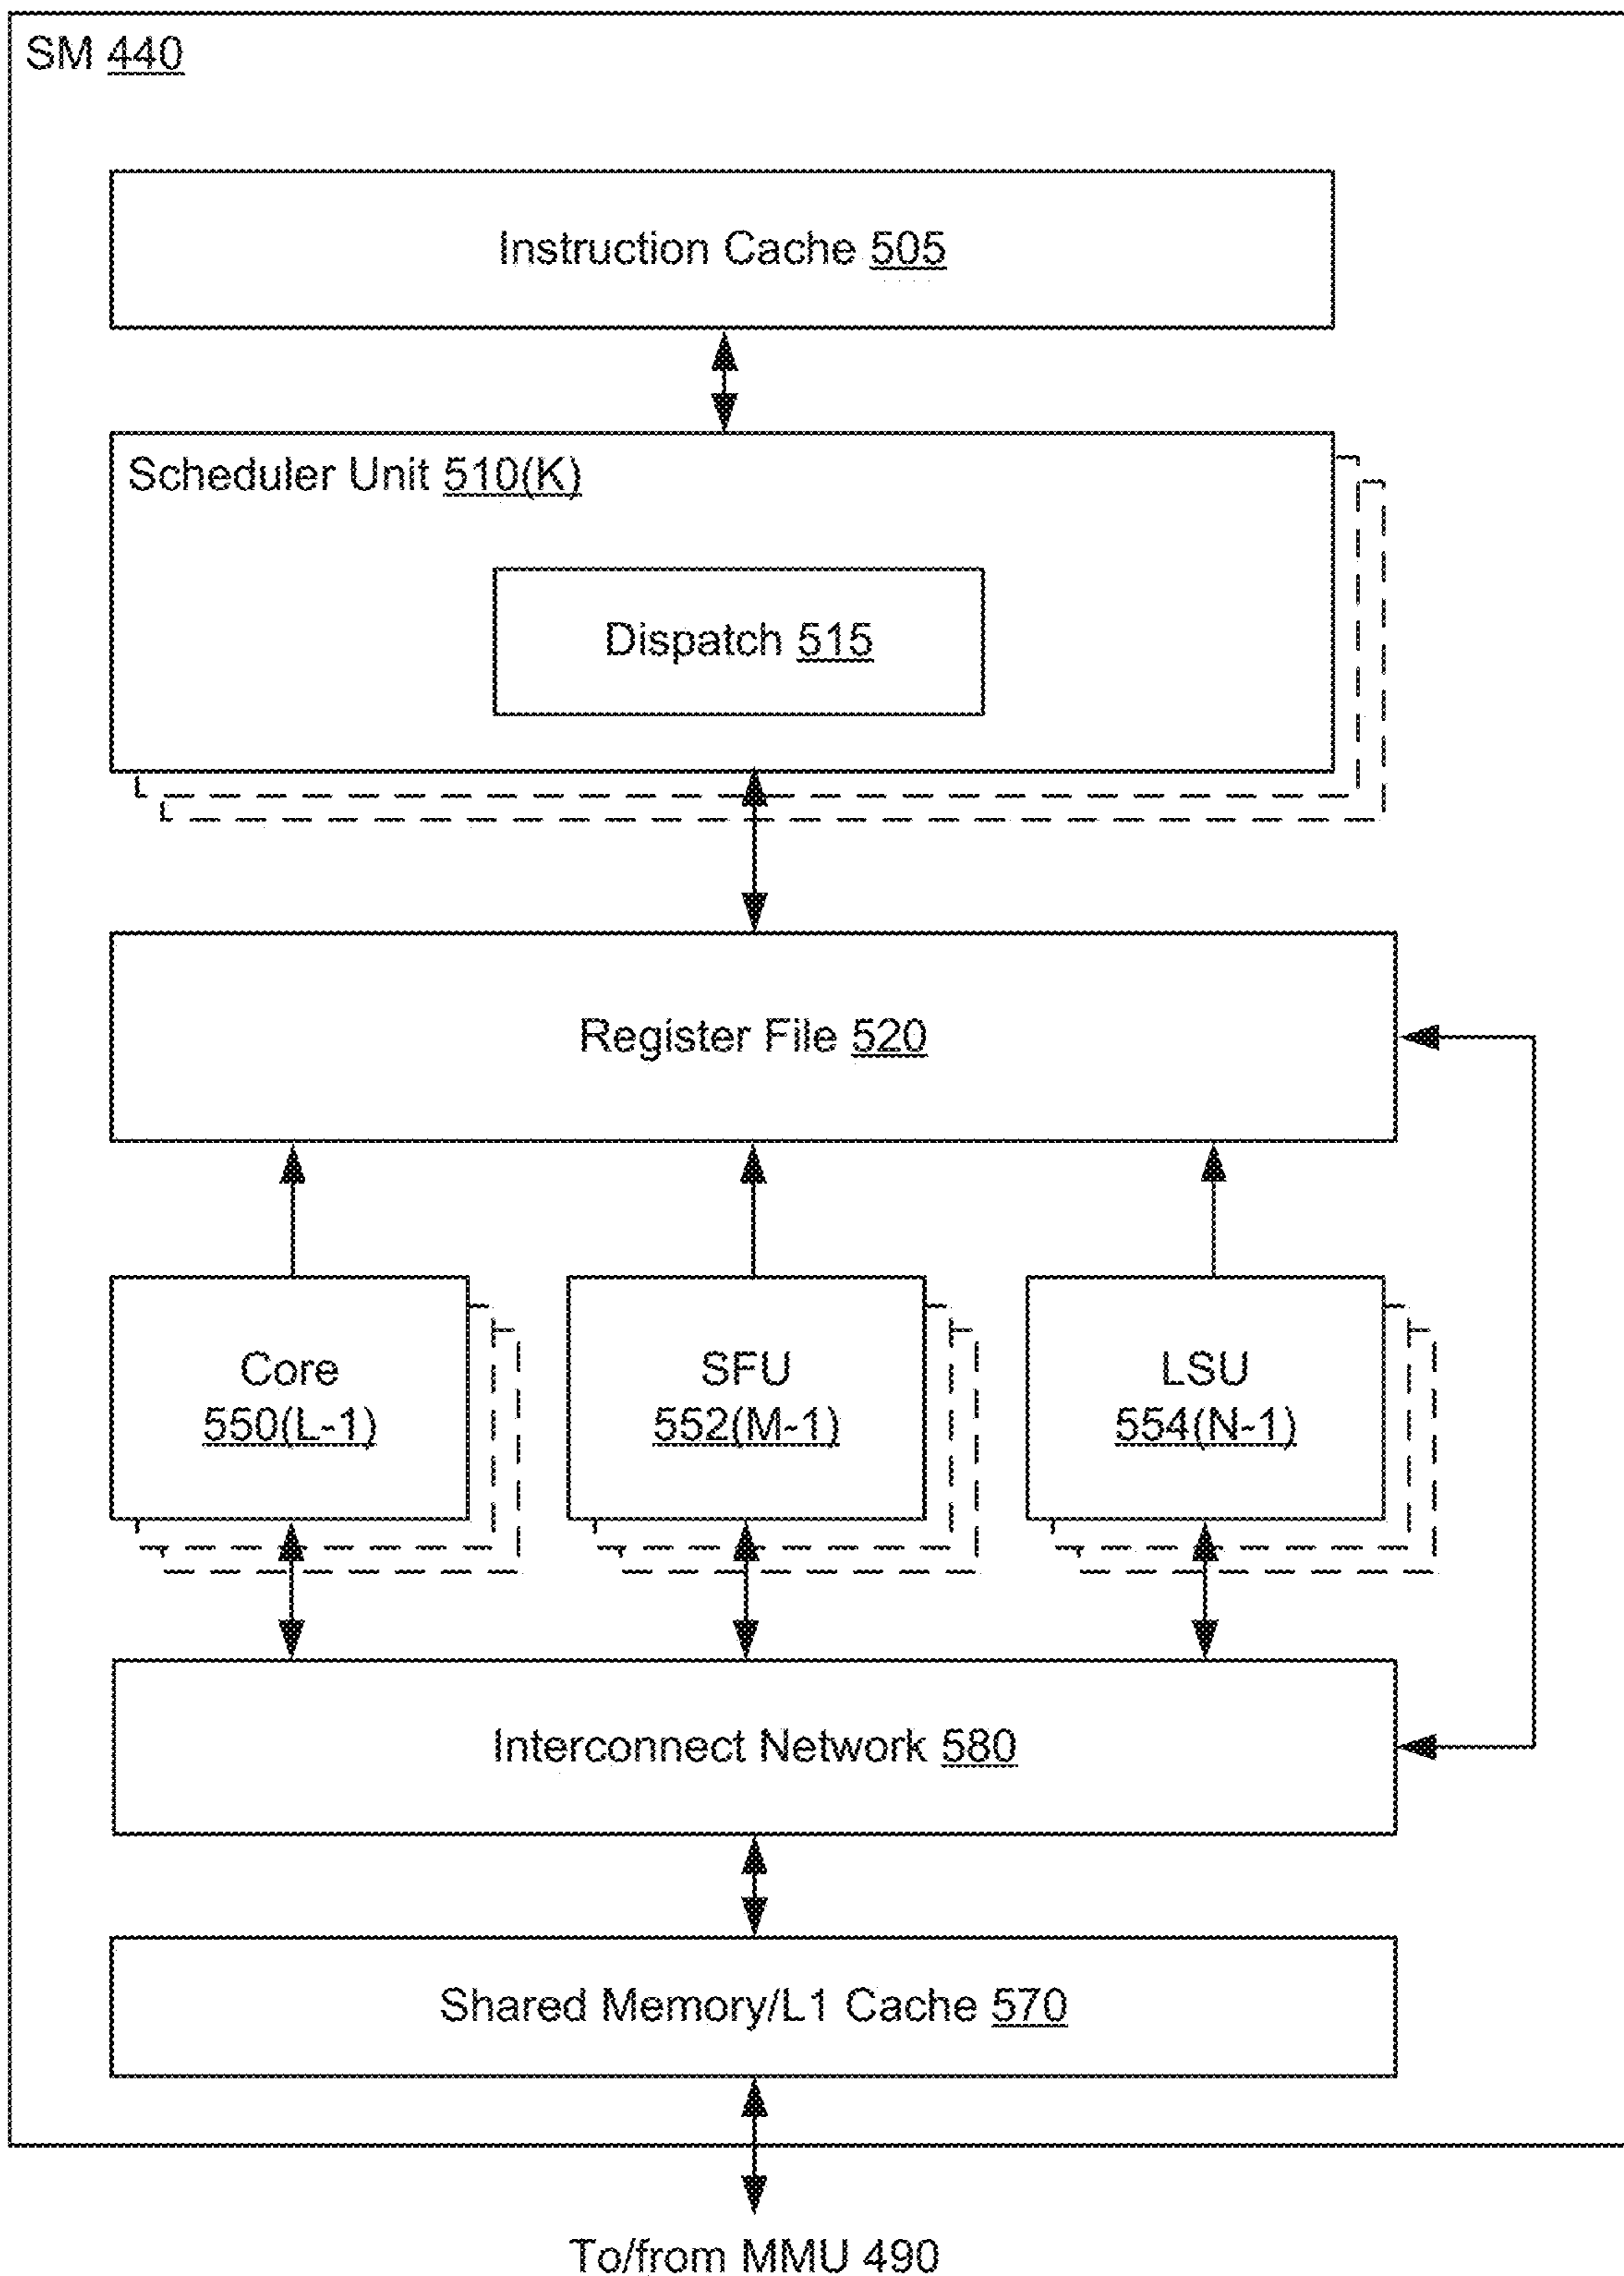 SM 440
Instruction Cache 505
Scheduler Unit 510(K)
Dispatch 515
Register File 520
Core
550(L-1)
SFU
552(M-1)
LSU
554(N-1)
Interconnect Network 580
Shared Memory/L1 Cache 570
To/from MMU 490